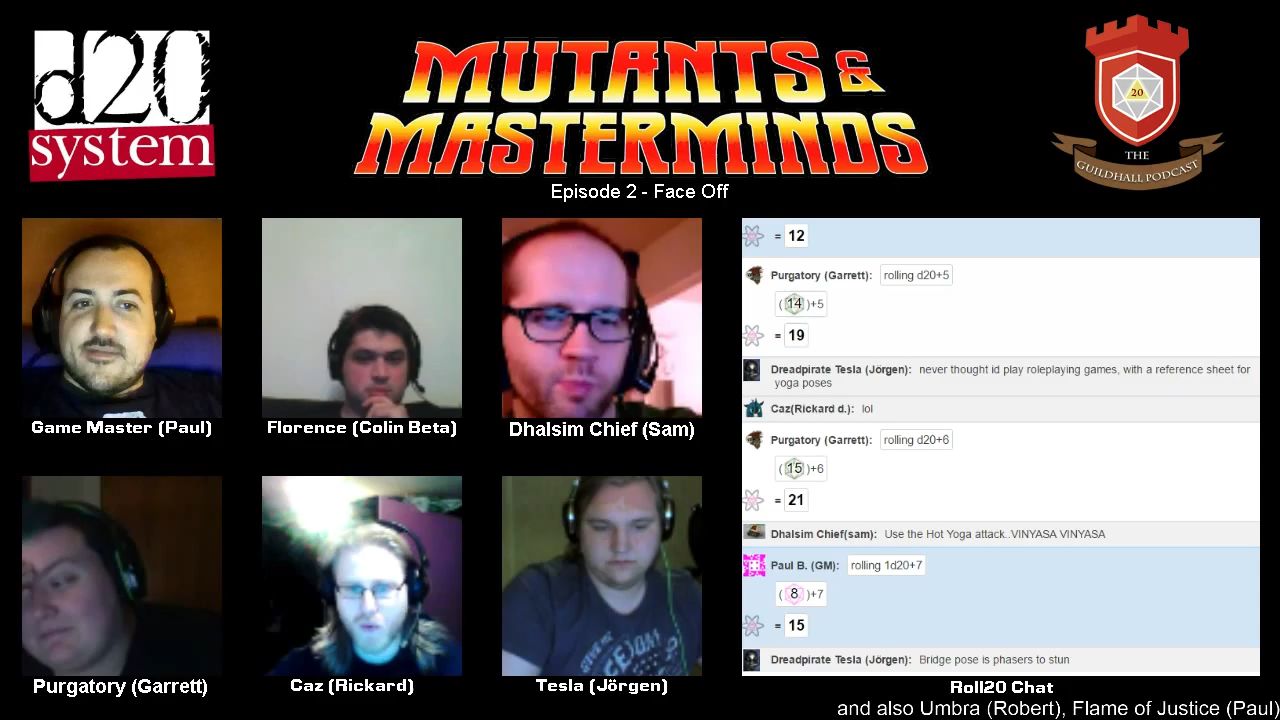 d20
system
MUTANTS &
MASTERMINDS
Episode 2 - Face Off
20
THE
GUILDHALL PODCAST
Game Master (Paul)
Florence (Colin Beta)
Dhalsim Chief (Sam)
Purgatory (Garrett)
Caz (Rickard)
Tesla (Jörgen)
= 12
Purgatory (Garrett): rolling d20+5
(14)+5
= 19
Dreadpirate Tesla (Jörgen): never thought id play roleplaying games, with a reference sheet for
yoga poses
Caz(Rickard d.): lol
Purgatory (Garrett): rolling d20+6
(15)+6
= 21
Dhalsim Chief(sam): Use the Hot Yoga attack..VINYASA VINYASA
Paul B. (GM): rolling 1d20+7
(8)+7
= 15
Dreadpirate Tesla (Jörgen): Bridge pose is phasers to stun
Roll20 Chat
and also Umbra (Robert), Flame of Justice (Paul)